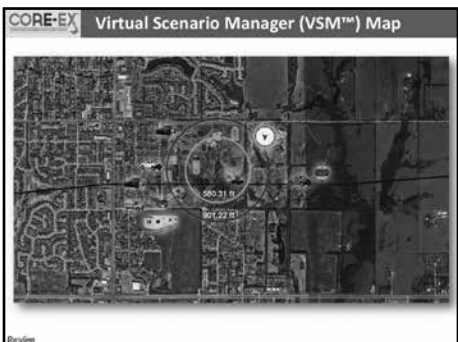 CORE-EX
Virtual Scenario Manager (VSM™) Map
580.31 ft
901.22 ft